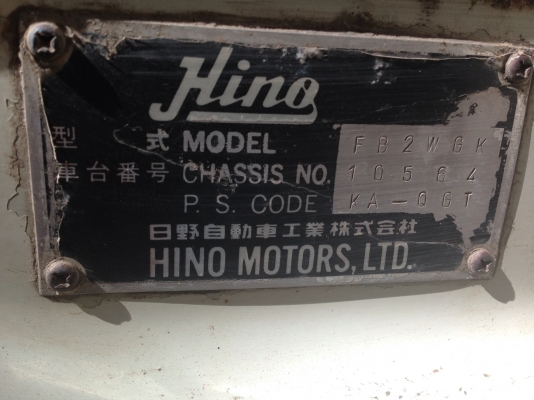 Hino
型 式 MODEL FB2WGK
車台番号 CHASSIS NO. 10564
P. S. CODE KA-0GT
日野自動車工業株式会社
HINO MOTORS, LTD.